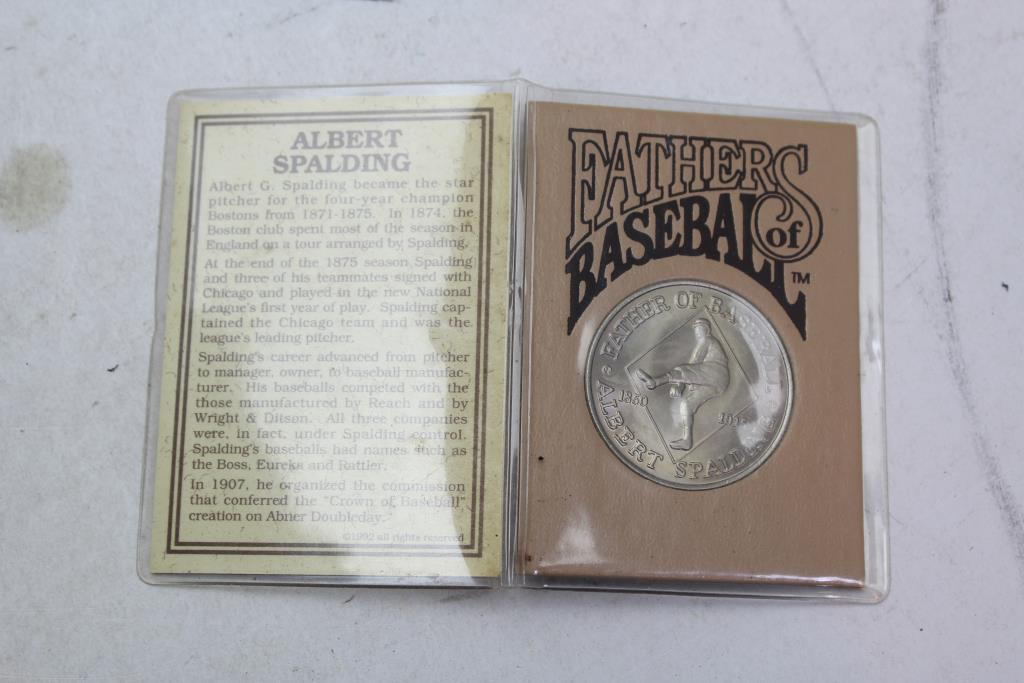 ALBERT
SPALDING
Albert G. Spalding became the star
pitcher for the four-year champion
Bostons from 1871-1875. In 1874, the
Boston club spent most of the season in
England on a tour arranged by Spalding.
At the end of the 1875 season Spalding
and three of his teammates signed with
Chicago and played in the new National
League's first year of play. Spalding cap-
tained the Chicago team and was the
league's leading pitcher.
Spalding's career advanced from pitcher
to manager, owner, to baseball manufac-
turer. His baseballs competed with the
those manufactured by Reach and by
Wright & Ditson. All three companies
were, in fact, under Spalding control.
Spalding's baseballs had names such as
the Boss, Eureka and Rattler.
In 1907, he organized the commission
that conferred the "Crown of Baseball"
creation on Abner Doubleday.
©1992 all rights reserved
FATHERS
of
BASEBALL
TM
FATHER OF BASEBALL
1850
ALBERT SPALDING